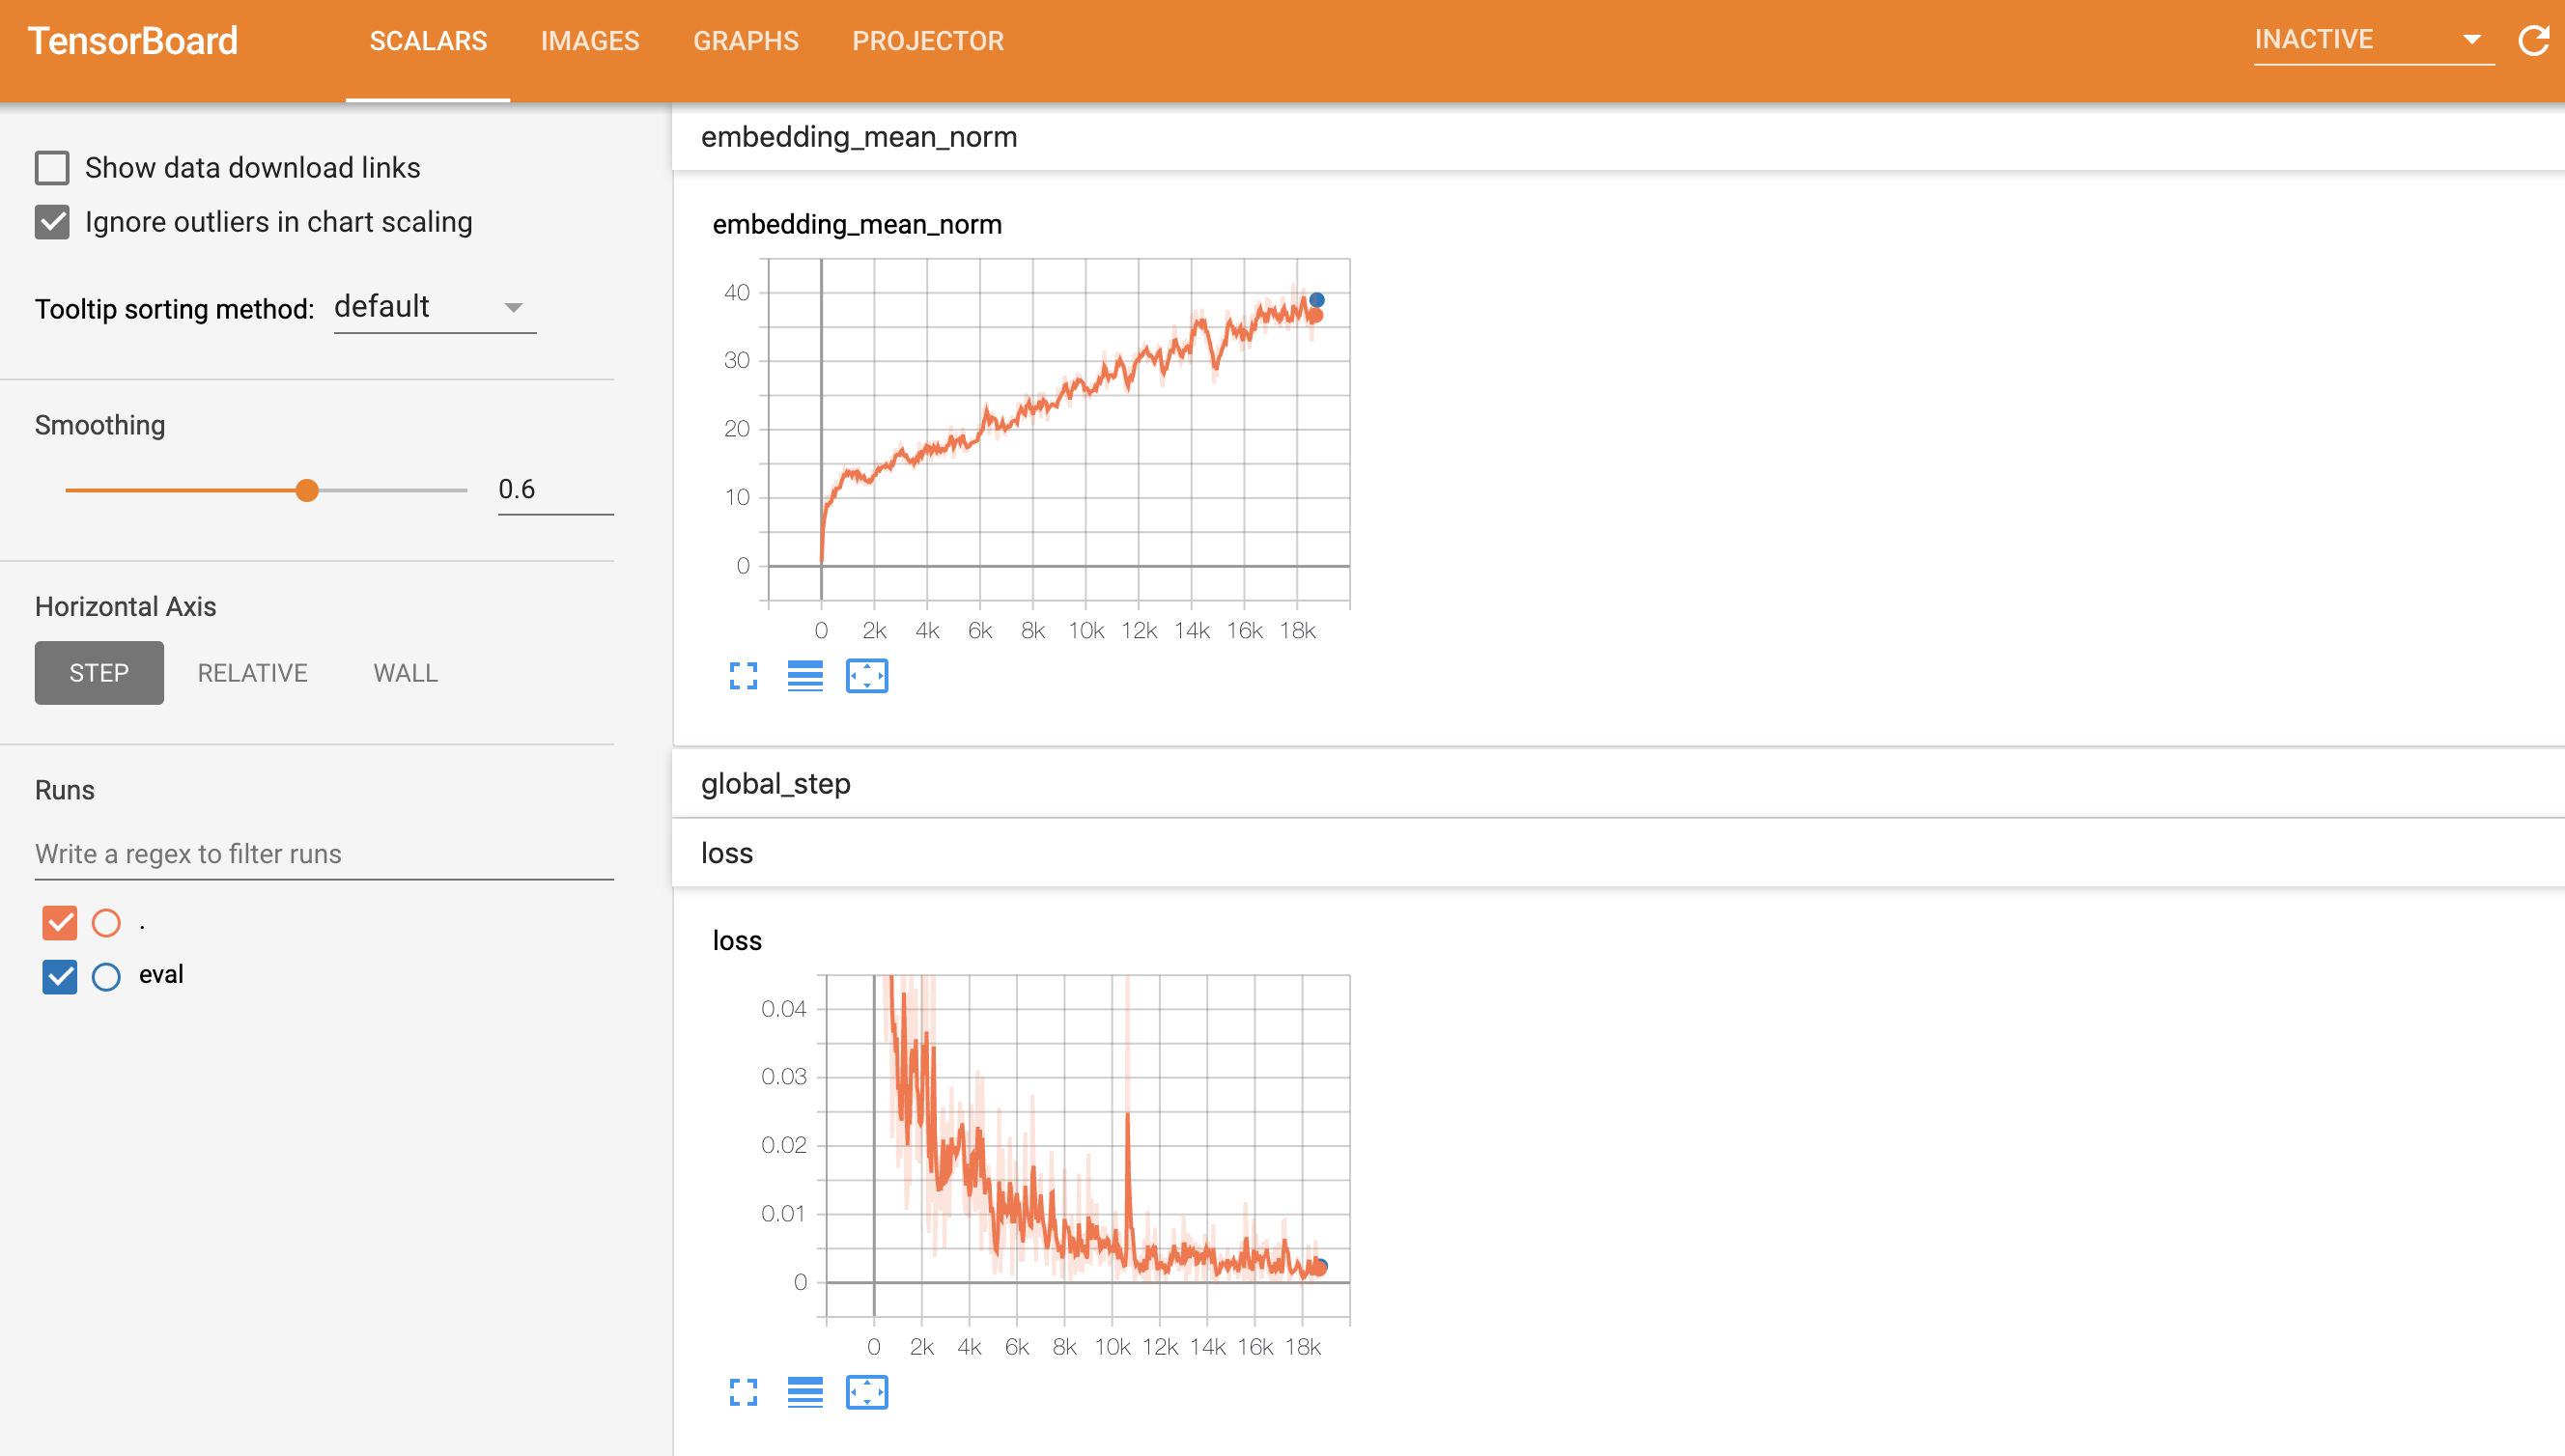 TensorBoard SCALARS IMAGES GRAPHS PROJECTOR INACTIVE
Show data download links
Ignore outliers in chart scaling
Tooltip sorting method: default
Smoothing
0.6
Horizontal Axis
STEP RELATIVE WALL
Runs
Write a regex to filter runs
.
eval
embedding_mean_norm
embedding_mean_norm
40
30
20
10
0
0 2k 4k 6k 8k 10k 12k 14k 16k 18k
global_step
loss
loss
0.04
0.03
0.02
0.01
0
0 2k 4k 6k 8k 10k 12k 14k 16k 18k